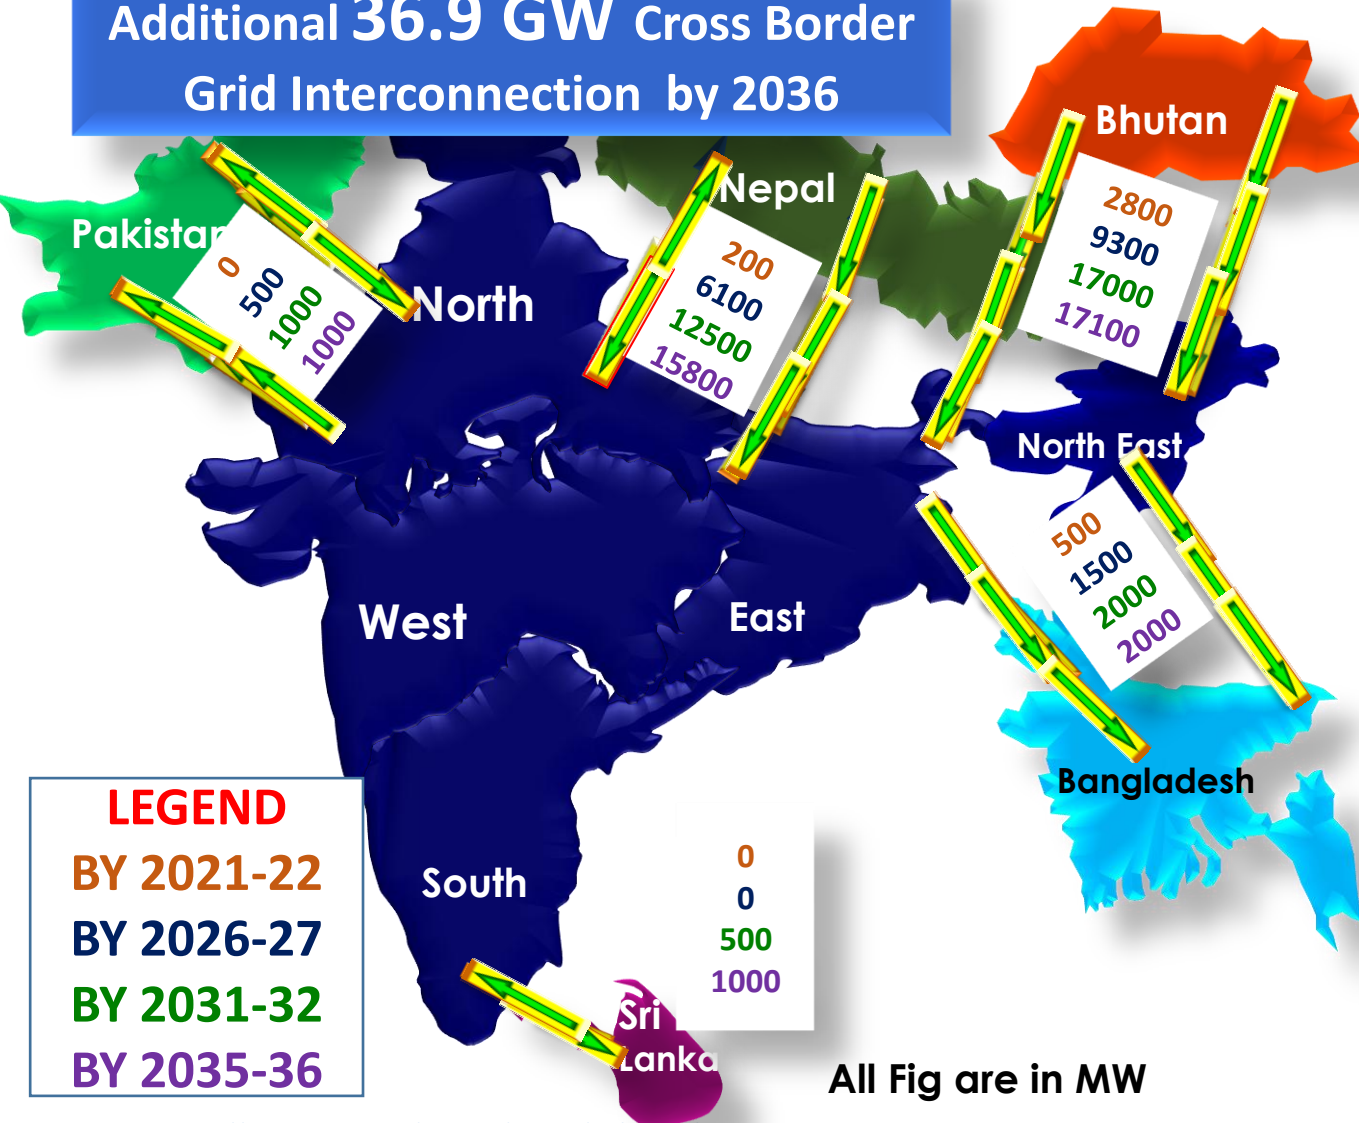 Additional 36.9 GW Cross Border
Grid Interconnection by 2036
Bhutan
2800
9300
17000
17100
Nepal
200
6100
12500
15800
Pakistan
0
500
1000
1000
North
North East
500
1500
2000
2000
West
East
Bangladesh
South
0
0
500
1000
Sri
Lanka
LEGEND
BY 2021-22
BY 2026-27
BY 2031-32
BY 2035-36
All Fig are in MW